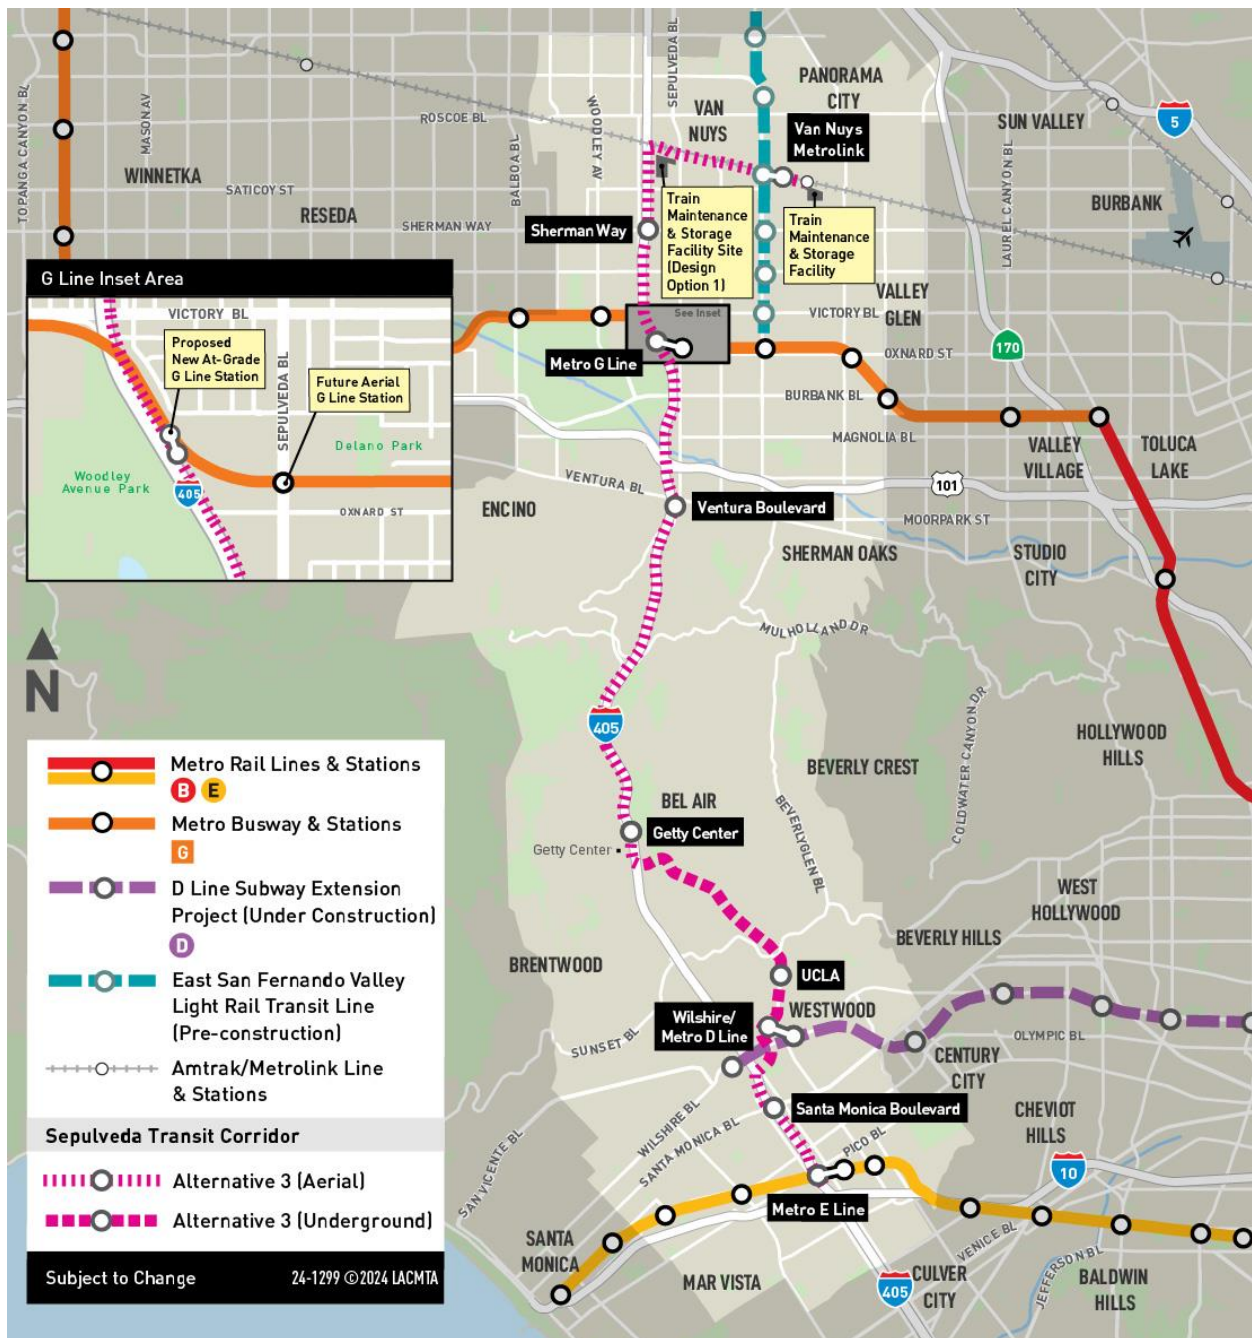 TOPANGA CANYON BL
MASON AV
WINNETKA
ROSCOE BL
SATICOY ST
RESEDA
SHERMAN WAY
BALBOA BL
WOODLEY AV
SEPULVEDA BL
VAN
NUYS
PANORAMA
CITY
Van Nuys
Metrolink
SUN VALLEY
5
BURBANK
LAUREL CANYON BL
Sherman Way
Train
Maintenance
& Storage
Facility Site
(Design
Option 1)
Train
Maintenance
& Storage
Facility
VALLEY
GLEN
See Inset
VICTORY BL
OXNARD ST
170
Metro G Line
BURBANK BL
MAGNOLIA BL
VALLEY
VILLAGE
TOLUCA
LAKE
G Line Inset Area
VICTORY BL
Proposed
New At-Grade
G Line Station
SEPULVEDA BL
Future Aerial
G Line Station
Delano Park
Woodley
Avenue Park
405
OXNARD ST
VENTURA BL
ENCINO
Ventura Boulevard
101
MOORPARK ST
SHERMAN OAKS
STUDIO
CITY
MULHOLLAND DR
N
405
COLDWATER CANYON DR
HOLLYWOOD
HILLS
BEVERLY CREST
BEL AIR
Getty Center
Getty Center
BEVERLYGLEN BL
WEST
HOLLYWOOD
BEVERLY HILLS
BRENTWOOD
UCLA
WESTWOOD
Wilshire/
Metro D Line
SUNSET BL
OLYMPIC BL
CENTURY
CITY
Santa Monica Boulevard
CHEVIOT
HILLS
WILSHIRE BL
SANTA MONICA BL
PICO BL
SAN VICENTE BL
10
Metro E Line
SANTA
MONICA
MAR VISTA
VENICE BL
JEFFERSON BL
405
CULVER
CITY
BALDWIN
HILLS
Metro Rail Lines & Stations
B E
Metro Busway & Stations
G
D Line Subway Extension
Project (Under Construction)
D
East San Fernando Valley
Light Rail Transit Line
(Pre-construction)
Amtrak/Metrolink Line
& Stations
Sepulveda Transit Corridor
Alternative 3 (Aerial)
Alternative 3 (Underground)
Subject to Change 24-1299 ©2024 LACMTA